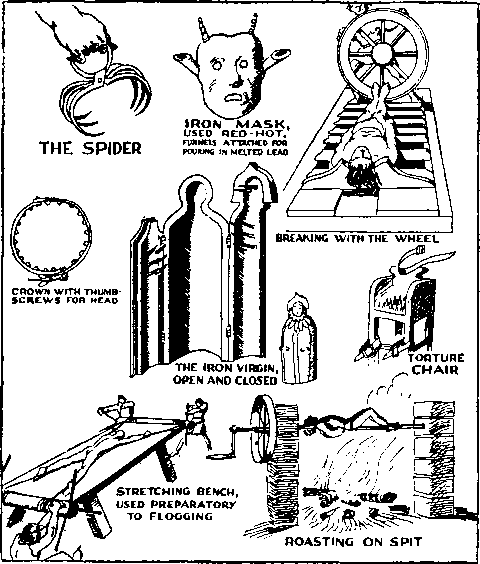 THE SPIDER
IRON MASK,
USED RED-HOT,
FUNNELS ATTACHED FOR
POURING IN MELTED LEAD
BREAKING WITH THE WHEEL
CROWN WITH THUMB-
SCREWS FOR HEAD
THE IRON VIRGIN,
OPEN AND CLOSED
TORTURE
CHAIR
STRETCHING BENCH,
USED PREPARATORY
TO FLOGGING
ROASTING ON SPIT